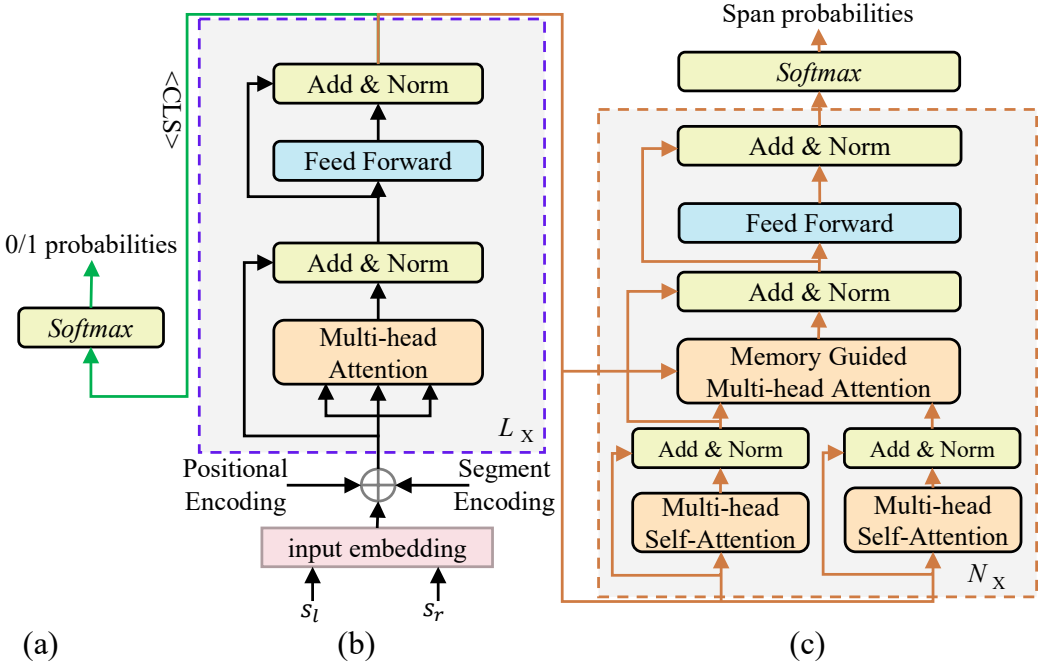 Span probabilities
Softmax
Add & Norm
Feed Forward
Add & Norm
Memory Guided
Multi-head Attention
Add & Norm
Add & Norm
Multi-head
Self-Attention
Multi-head
Self-Attention
N X
<CLS>
Add & Norm
Feed Forward
Add & Norm
Multi-head
Attention
L X
Positional
Encoding
Segment
Encoding
input embedding
s_l
s_r
0/1 probabilities
Softmax
(a)
(b)
(c)